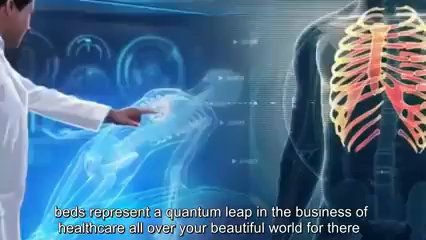 beds represent a quantum leap in the business of
healthcare all over your beautiful world for there